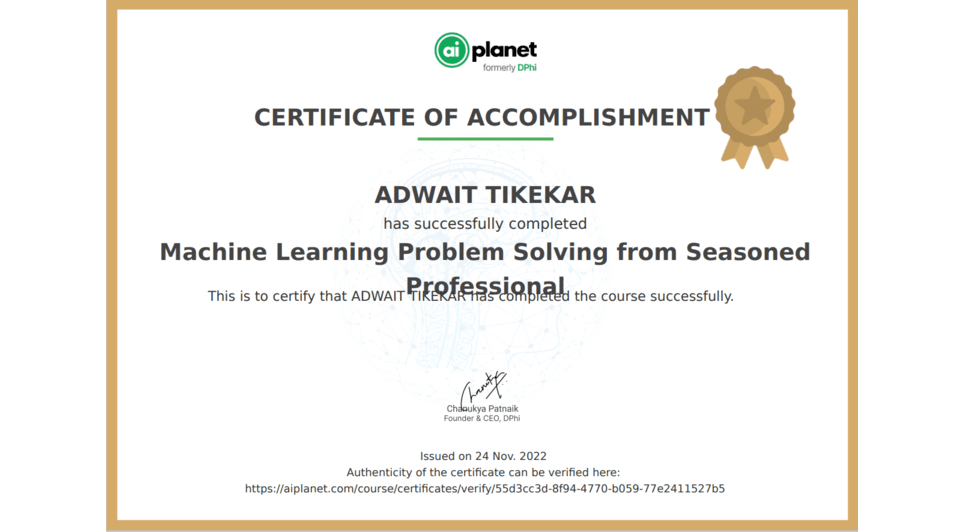 ai planet
formerly DPhi
CERTIFICATE OF ACCOMPLISHMENT
ADWAIT TIKEKAR
has successfully completed
Machine Learning Problem Solving from Seasoned
Professional
This is to certify that ADWAIT TIKEKAR has completed the course successfully.
Chanukya Patnaik
Founder & CEO, DPhi
Issued on 24 Nov. 2022
Authenticity of the certificate can be verified here:
https://aiplanet.com/course/certificates/verify/55d3cc3d-8f94-4770-b059-77e2411527b5